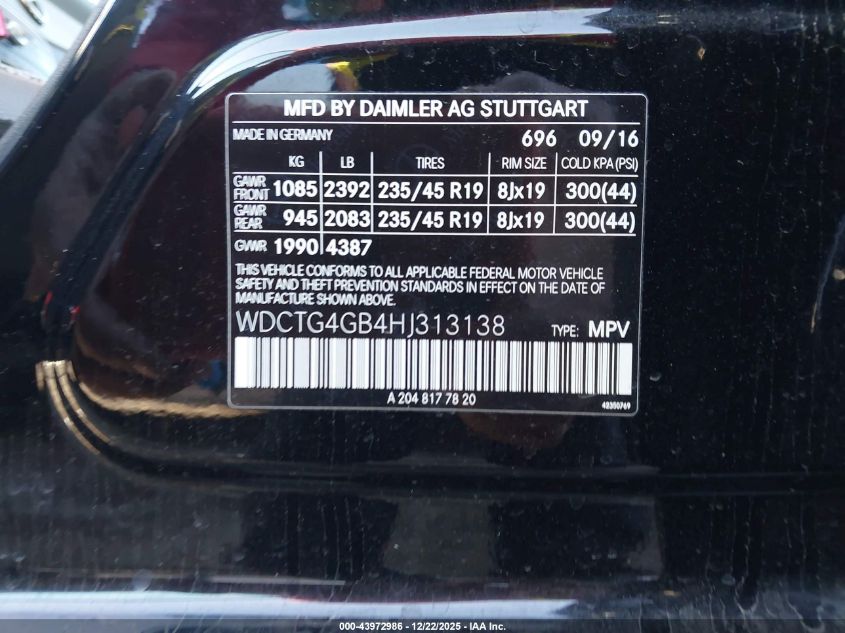 MFD BY DAIMLER AG STUTTGART
MADE IN GERMANY 696 09/16
KG LB TIRES RIM SIZE COLD KPA (PSI)
GAWR FRONT 1085 2392 235/45 R19 8Jx19 300(44)
GAWR REAR 945 2083 235/45 R19 8Jx19 300(44)
GVWR 1990 4387
THIS VEHICLE CONFORMS TO ALL APPLICABLE FEDERAL MOTOR VEHICLE
SAFETY AND THEFT PREVENTION STANDARDS IN EFFECT ON THE DATE
OF MANUFACTURE SHOWN ABOVE.
WDCTG4GB4HJ313138 TYPE: MPV
A 204 817 78 20 42350769
000-43972986 - 12/22/2025 - IAA Inc.